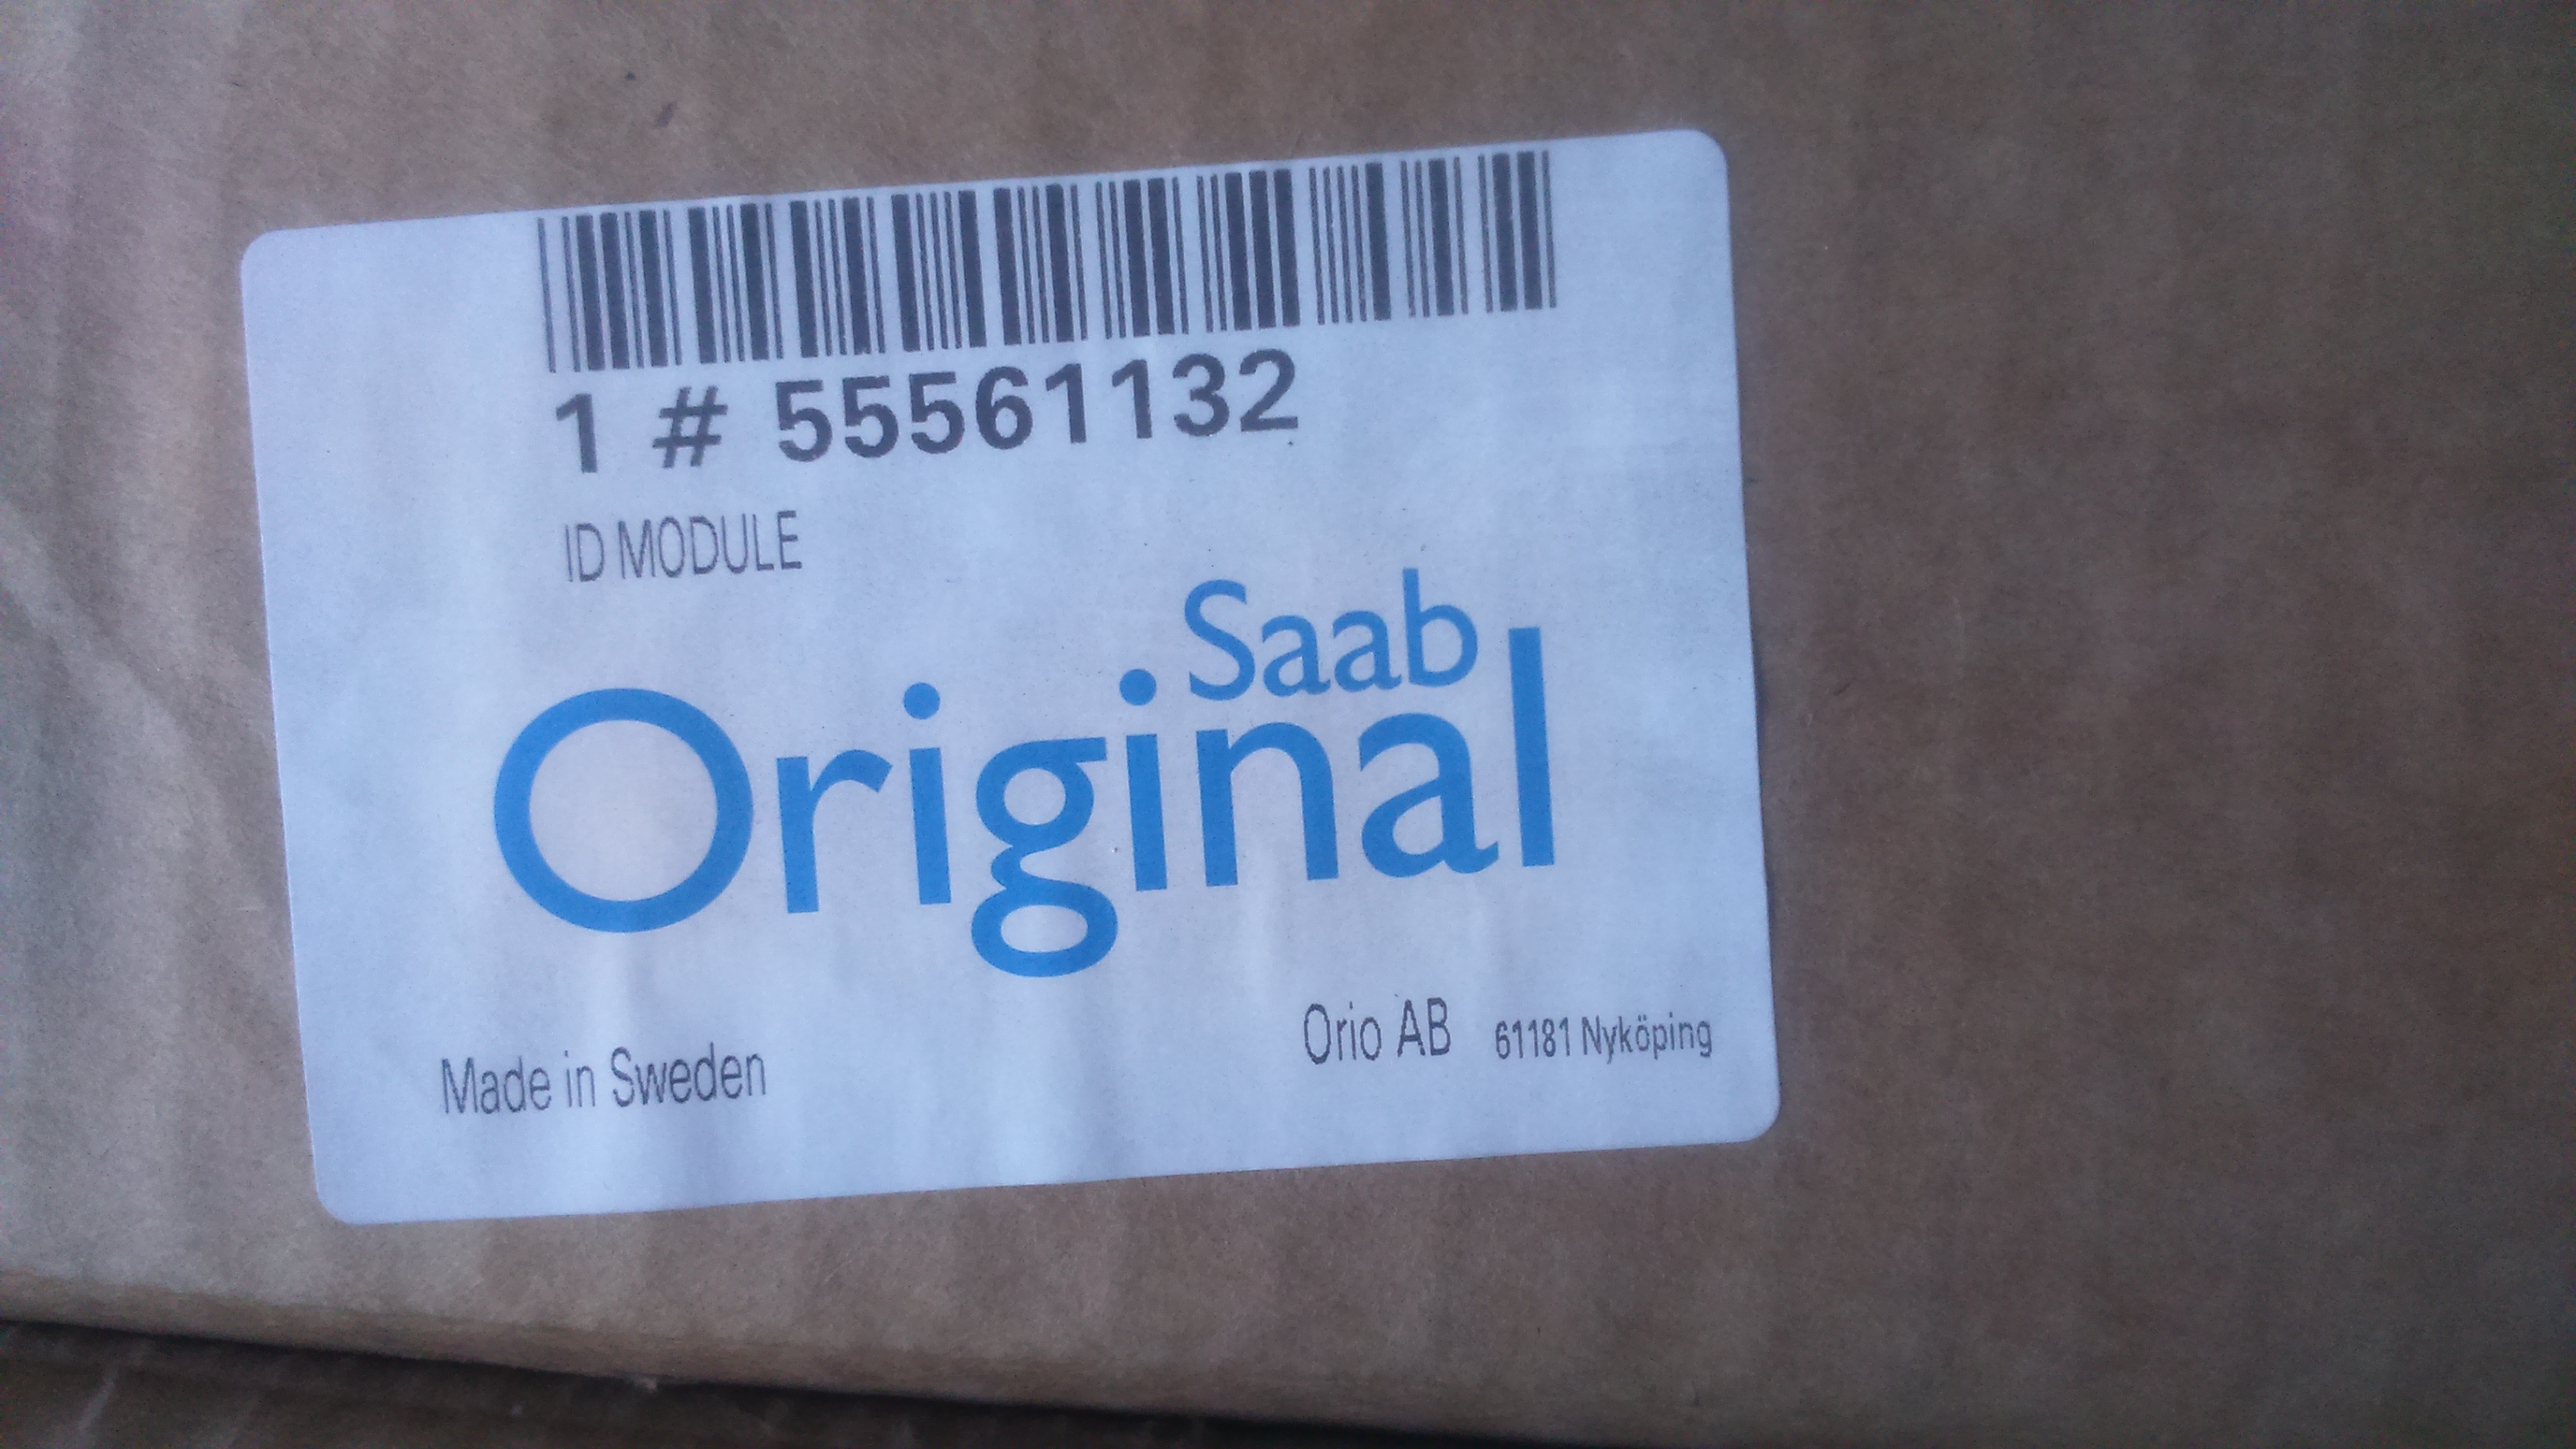 1 # 55561132
ID MODULE
Saab
Original
Made in Sweden
Orio AB 61181 Nyköping